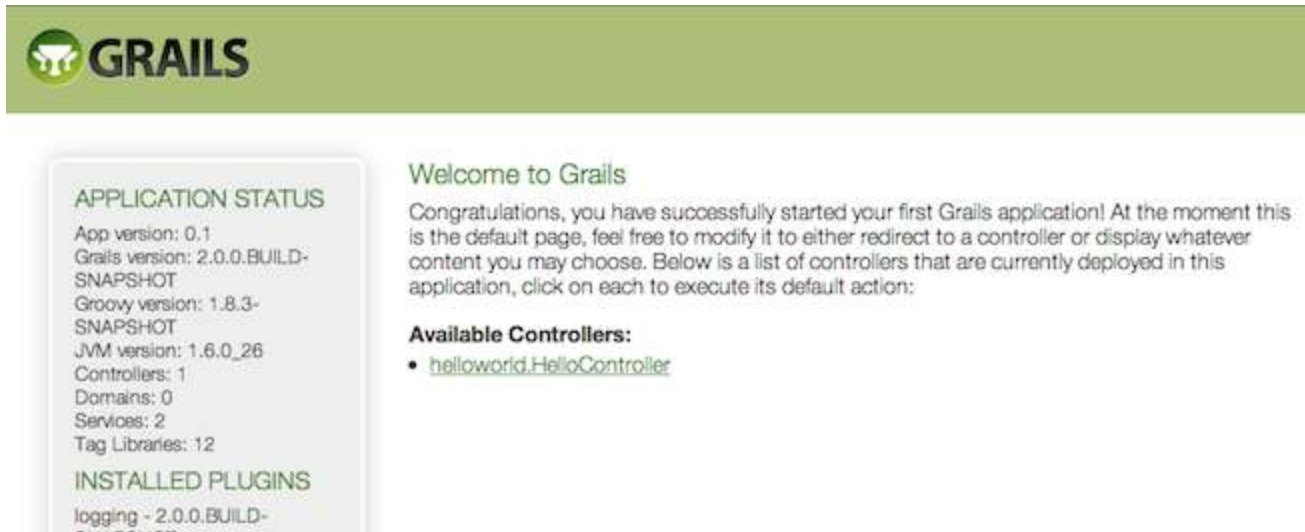 GRAILS
APPLICATION STATUS
App version: 0.1
Grails version: 2.0.0.BUILD-
SNAPSHOT
Groovy version: 1.8.3-
SNAPSHOT
JVM version: 1.6.0_26
Controllers: 1
Domains: 0
Services: 2
Tag Libraries: 12
INSTALLED PLUGINS
logging - 2.0.0.BUILD-
Welcome to Grails
Congratulations, you have successfully started your first Grails application! At the moment this
is the default page, feel free to modify it to either redirect to a controller or display whatever
content you may choose. Below is a list of controllers that are currently deployed in this
application, click on each to execute its default action:
Available Controllers:
• helloworld.HelloController